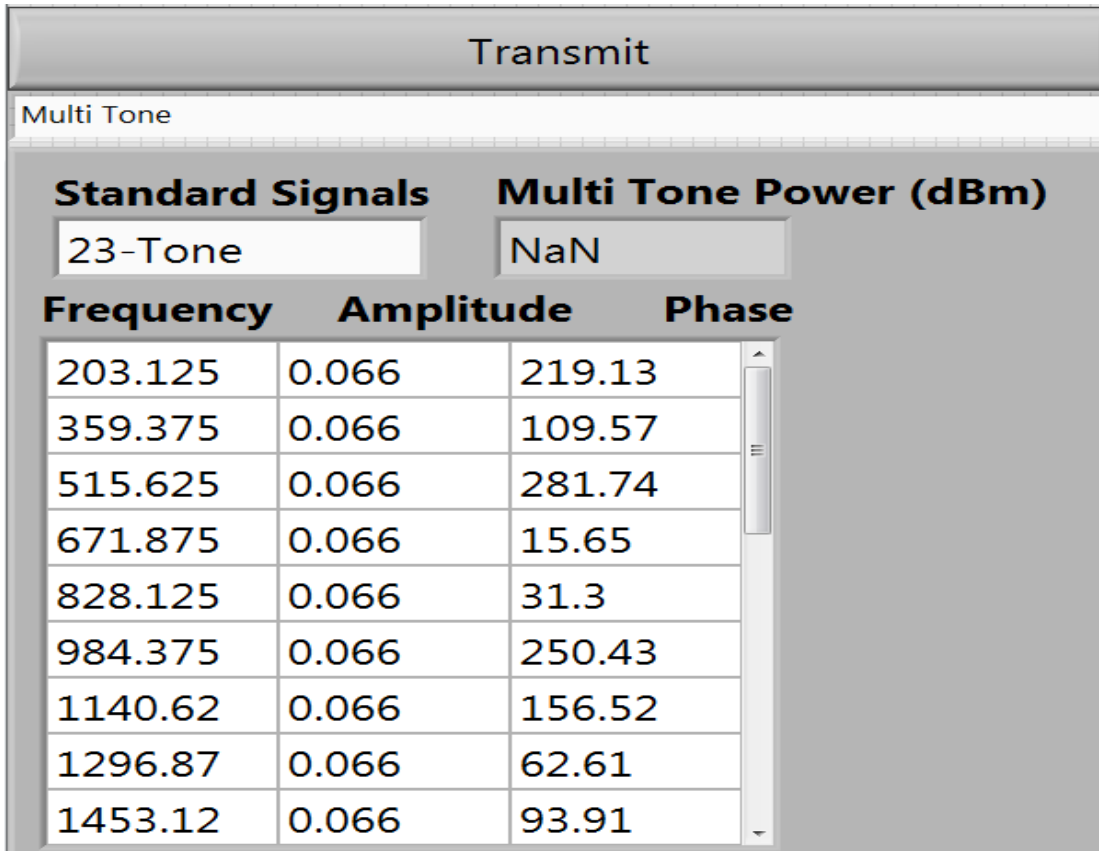 Transmit
Multi Tone
Standard Signals Multi Tone Power (dBm)
23-Tone NaN
Frequency Amplitude Phase
203.125 0.066 219.13
359.375 0.066 109.57
515.625 0.066 281.74
671.875 0.066 15.65
828.125 0.066 31.3
984.375 0.066 250.43
1140.62 0.066 156.52
1296.87 0.066 62.61
1453.12 0.066 93.91